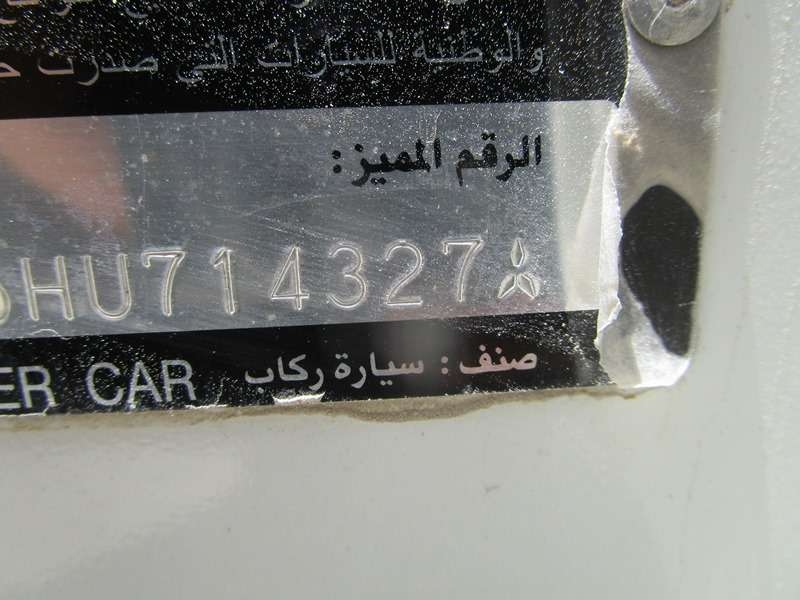 والوطنية للسيارات التي صدرت
الرقم المميز:
HU714327
ER CAR صنف: سيارة ركاب